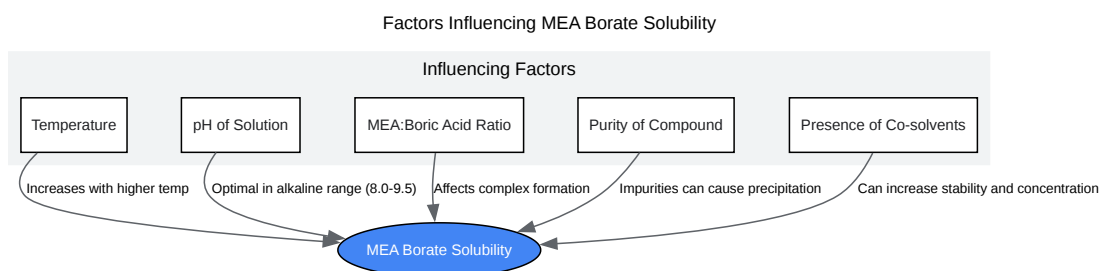 Factors Influencing MEA Borate Solubility
Influencing Factors
Temperature
pH of Solution
MEA:Boric Acid Ratio
Purity of Compound
Presence of Co-solvents
Increases with higher temp
Optimal in alkaline range (8.0-9.5)
Affects complex formation
Impurities can cause precipitation
Can increase stability and concentration
MEA Borate Solubility